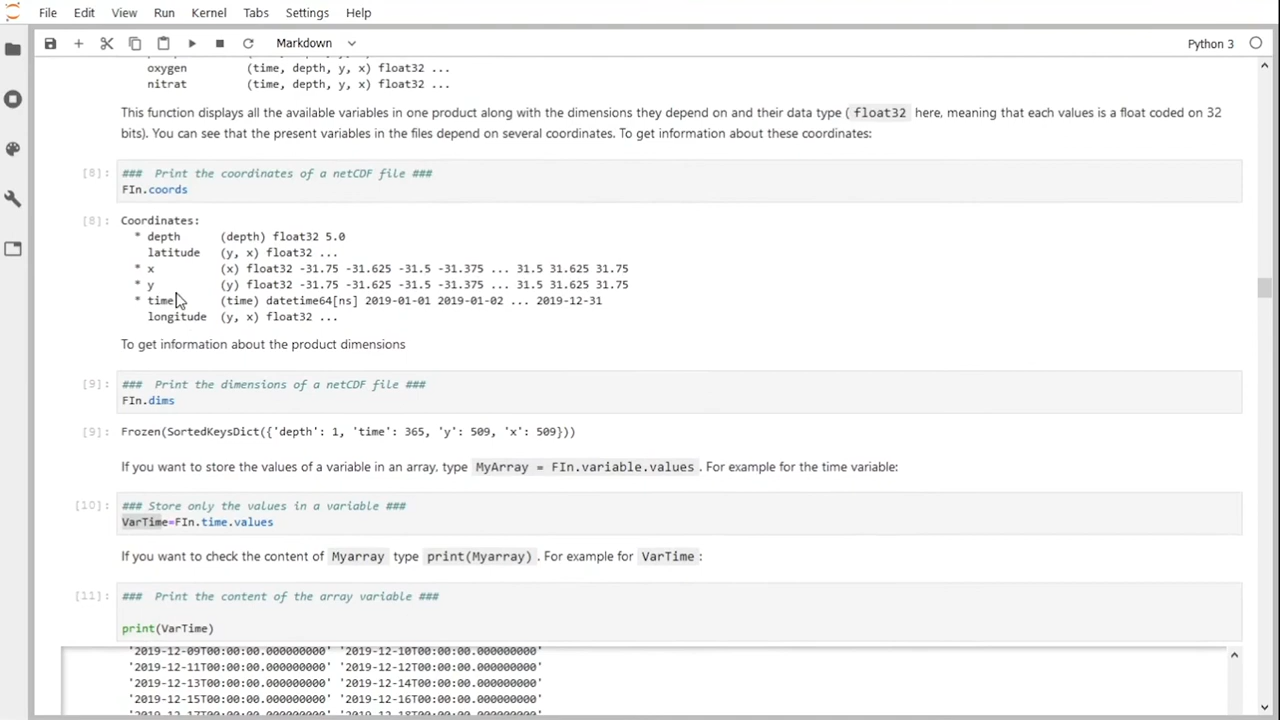 File Edit View Run Kernel Tabs Settings Help
Markdown Python 3
oxygen (time, depth, y, x) float32 ...
nitrat (time, depth, y, x) float32 ...
This function displays all the available variables in one product along with the dimensions they depend on and their data type ( float32 here, meaning that each values is a float coded on 32
bits). You can see that the present variables in the files depend on several coordinates. To get information about these coordinates:
[8]: ### Print the coordinates of a netCDF file ###
FIn.coords
[8]: Coordinates:
* depth (depth) float32 5.0
latitude (y, x) float32 ...
* x (x) float32 -31.75 -31.625 -31.5 -31.375 ... 31.5 31.625 31.75
* y (y) float32 -31.75 -31.625 -31.5 -31.375 ... 31.5 31.625 31.75
* time (time) datetime64[ns] 2019-01-01 2019-01-02 ... 2019-12-31
longitude (y, x) float32 ...
To get information about the product dimensions
[9]: ### Print the dimensions of a netCDF file ###
FIn.dims
[9]: Frozen(SortedKeysDict({'depth': 1, 'time': 365, 'y': 509, 'x': 509}))
If you want to store the values of a variable in an array, type MyArray = FIn.variable.values . For example for the time variable:
[10]: ### Store only the values in a variable ###
VarTime=FIn.time.values
If you want to check the content of Myarray type print(Myarray) . For example for VarTime :
[11]: ### Print the content of the array variable ###
print(VarTime)
'2019-12-09T00:00:00.000000000' '2019-12-10T00:00:00.000000000'
'2019-12-11T00:00:00.000000000' '2019-12-12T00:00:00.000000000'
'2019-12-13T00:00:00.000000000' '2019-12-14T00:00:00.000000000'
'2019-12-15T00:00:00.000000000' '2019-12-16T00:00:00.000000000'
'2019-12-17T00:00:00.000000000' '2019-12-18T00:00:00.000000000'